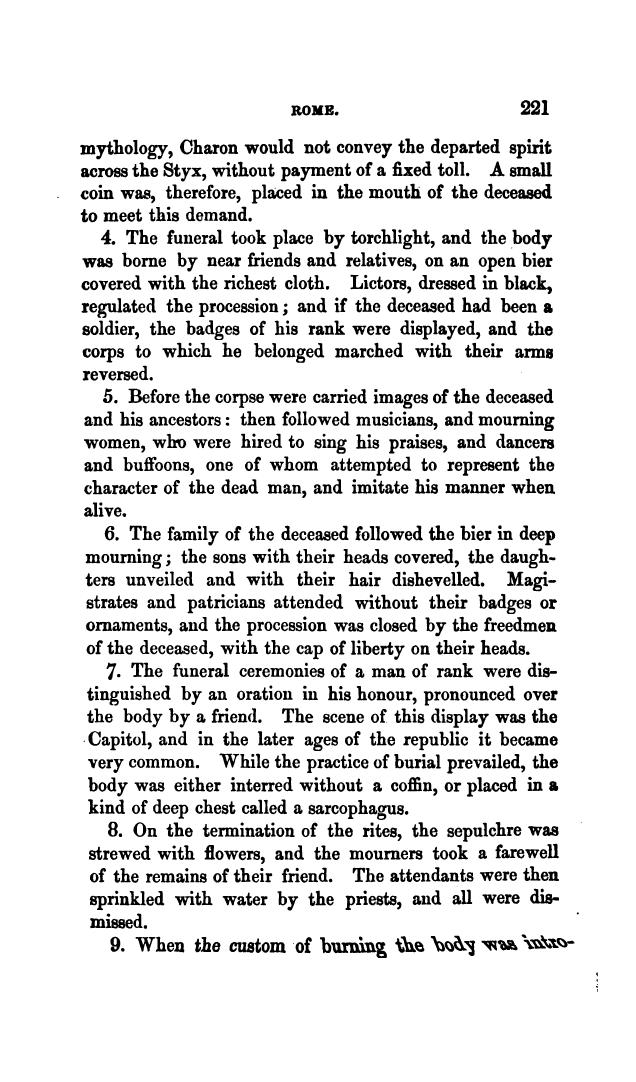 ROME. 221
mythology, Charon would not convey the departed spirit
across the Styx, without payment of a fixed toll. A small
coin was, therefore, placed in the mouth of the deceased
to meet this demand.
4. The funeral took place by torchlight, and the body
was borne by near friends and relatives, on an open bier
covered with the richest cloth. Lictors, dressed in black,
regulated the procession; and if the deceased had been a
soldier, the badges of his rank were displayed, and the
corps to which he belonged marched with their arms
reversed.
5. Before the corpse were carried images of the deceased
and his ancestors: then followed musicians, and mourning
women, who were hired to sing his praises, and dancers
and buffoons, one of whom attempted to represent the
character of the dead man, and imitate his manner when
alive.
6. The family of the deceased followed the bier in deep
mourning; the sons with their heads covered, the daugh-
ters unveiled and with their hair dishevelled. Magi-
strates and patricians attended without their badges or
ornaments, and the procession was closed by the freedmen
of the deceased, with the cap of liberty on their heads.
7. The funeral ceremonies of a man of rank were dis-
tinguished by an oration in his honour, pronounced over
the body by a friend. The scene of this display was the
Capitol, and in the later ages of the republic it became
very common. While the practice of burial prevailed, the
body was either interred without a coffin, or placed in a
kind of deep chest called a sarcophagus.
8. On the termination of the rites, the sepulchre was
strewed with flowers, and the mourners took a farewell
of the remains of their friend. The attendants were then
sprinkled with water by the priests, and all were dis-
missed.
9. When the custom of burning the body was intro-